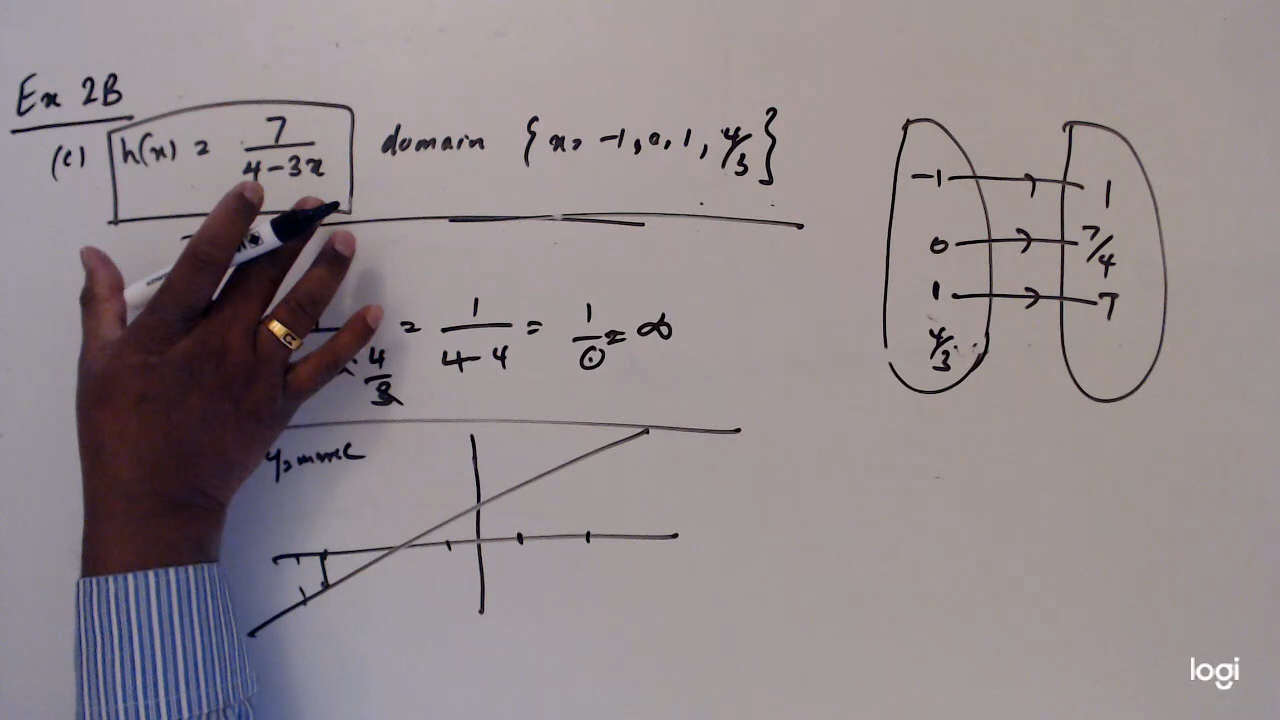 Ex 2B
(c) h(x) = 7/(4-3x) domain {x= -1, 0, 1, 4/3}
4/3 = 1/(4-4) = 1/0 = ∞
y=mx+c
-1 1
0 7/4
1 7
4/3
logi